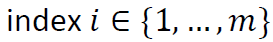 index 𝑖 ∈ {1, … , 𝑚}